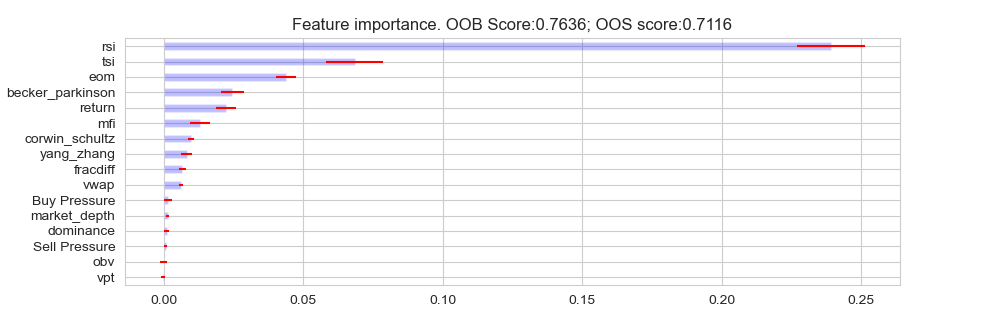 Feature importance. OOB Score:0.7636; OOS score:0.7116
rsi
tsi
eom
becker_parkinson
return
mfi
corwin_schultz
yang_zhang
fracdiff
vwap
Buy Pressure
market_depth
dominance
Sell Pressure
obv
vpt
0.00 0.05 0.10 0.15 0.20 0.25